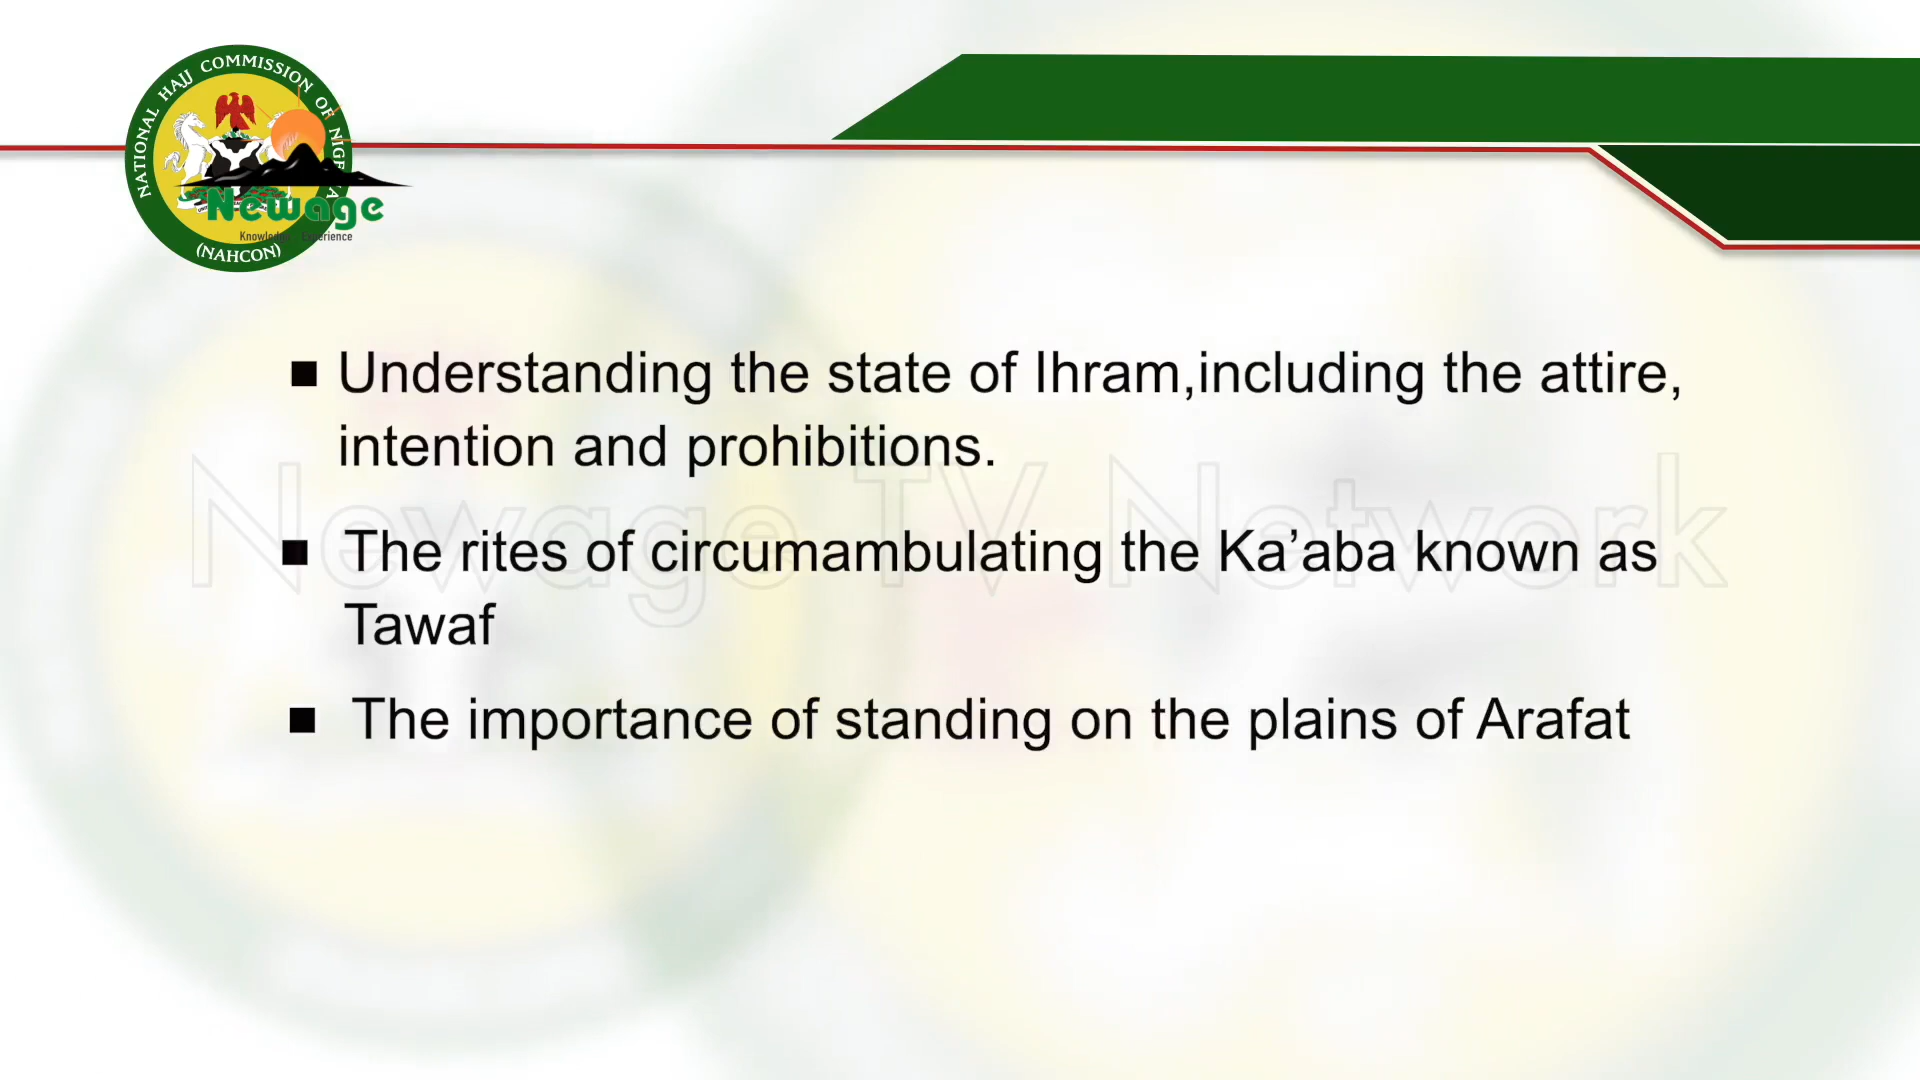 NATIONAL HAJJ COMMISSION OF
Newage
(NAHCON)
■ Understanding the state of Ihram,including the attire,
intention and prohibitions.
■ The rites of circumambulating the Ka’aba known as
Tawaf
■ The importance of standing on the plains of Arafat
Newage TV Network